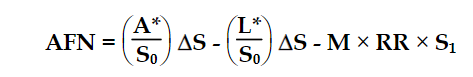 AFN = (A*/S₀) ΔS - (L*/S₀) ΔS - M × RR × S₁